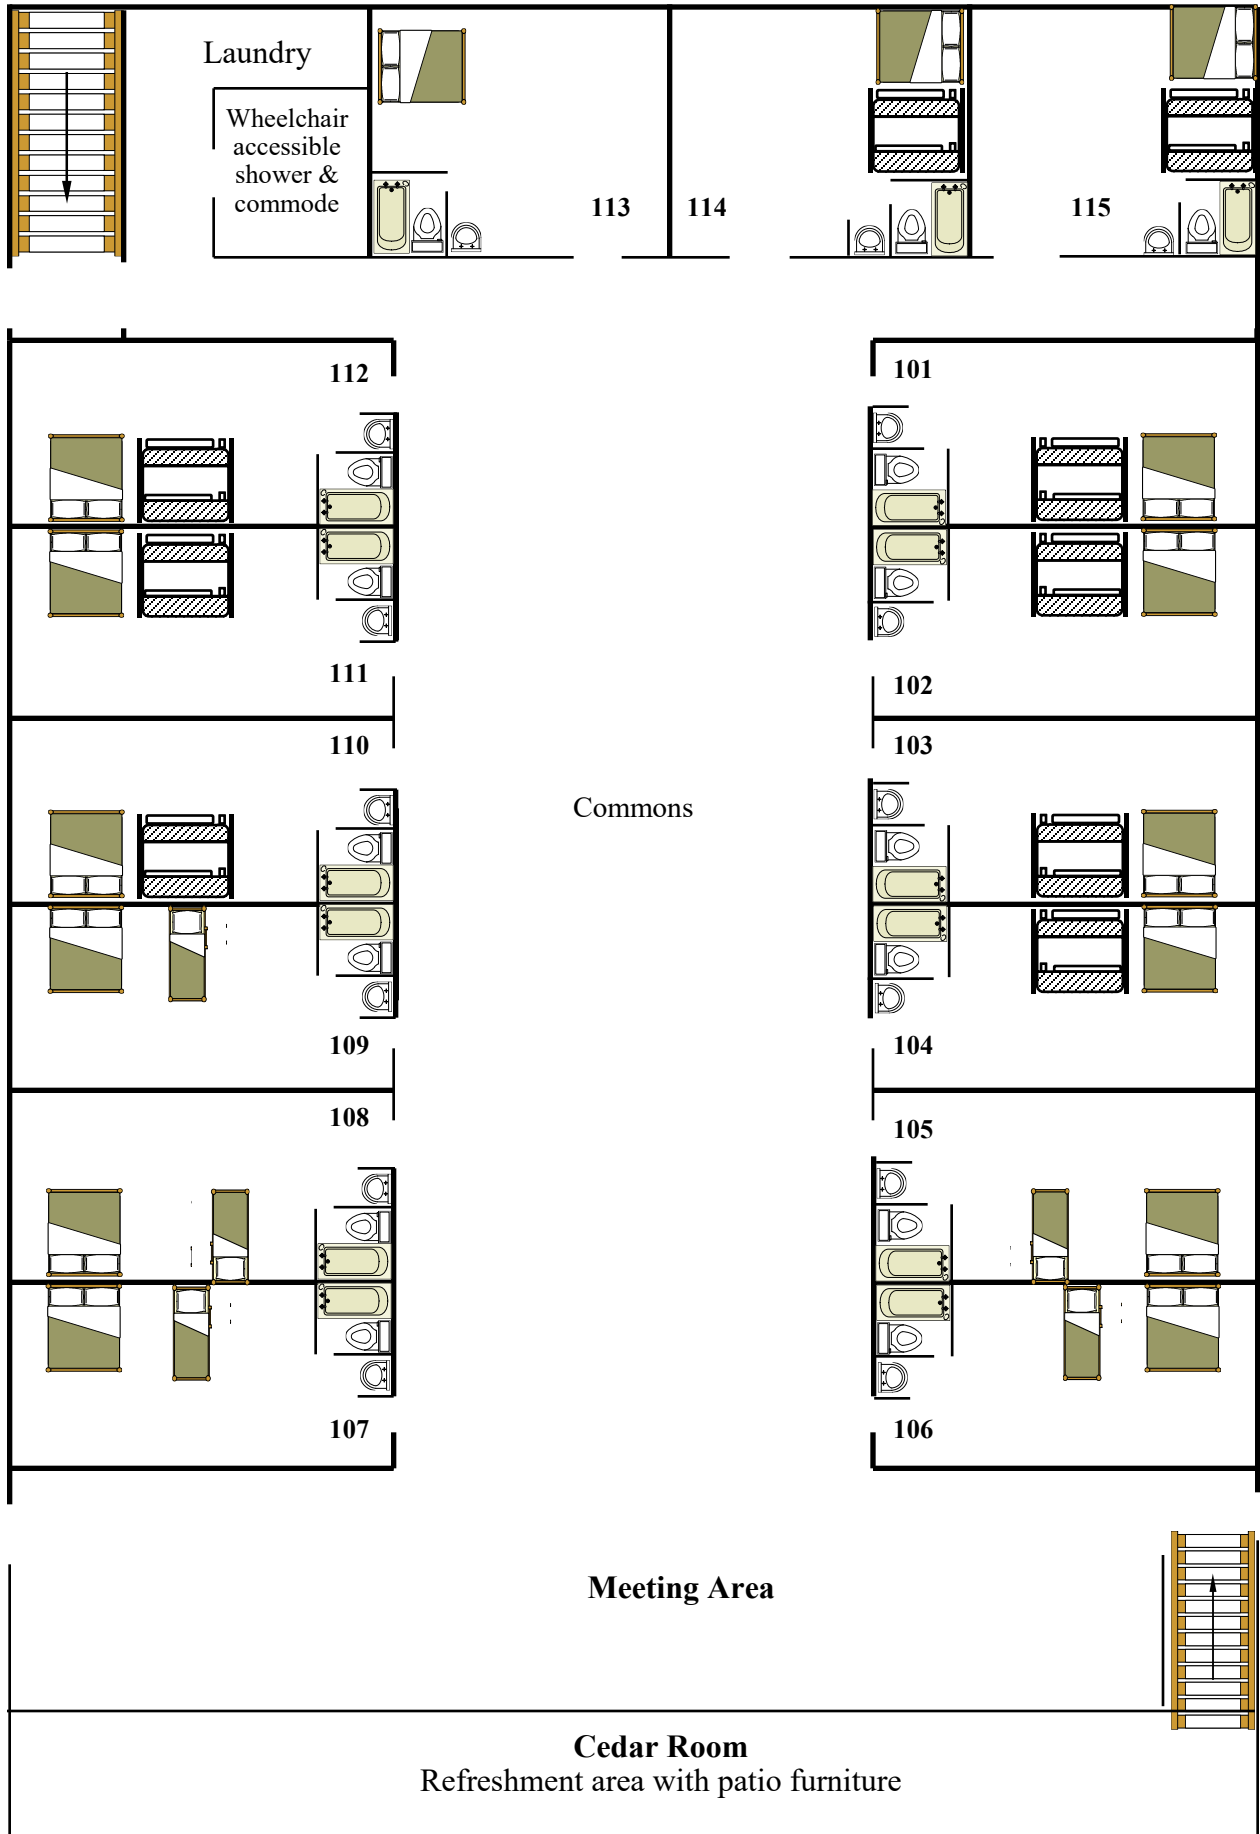 Laundry
Wheelchair
accessible
shower &
commode
113
114
115
112
101
111
102
110
103
Commons
109
104
108
105
107
106
Meeting Area
Cedar Room
Refreshment area with patio furniture